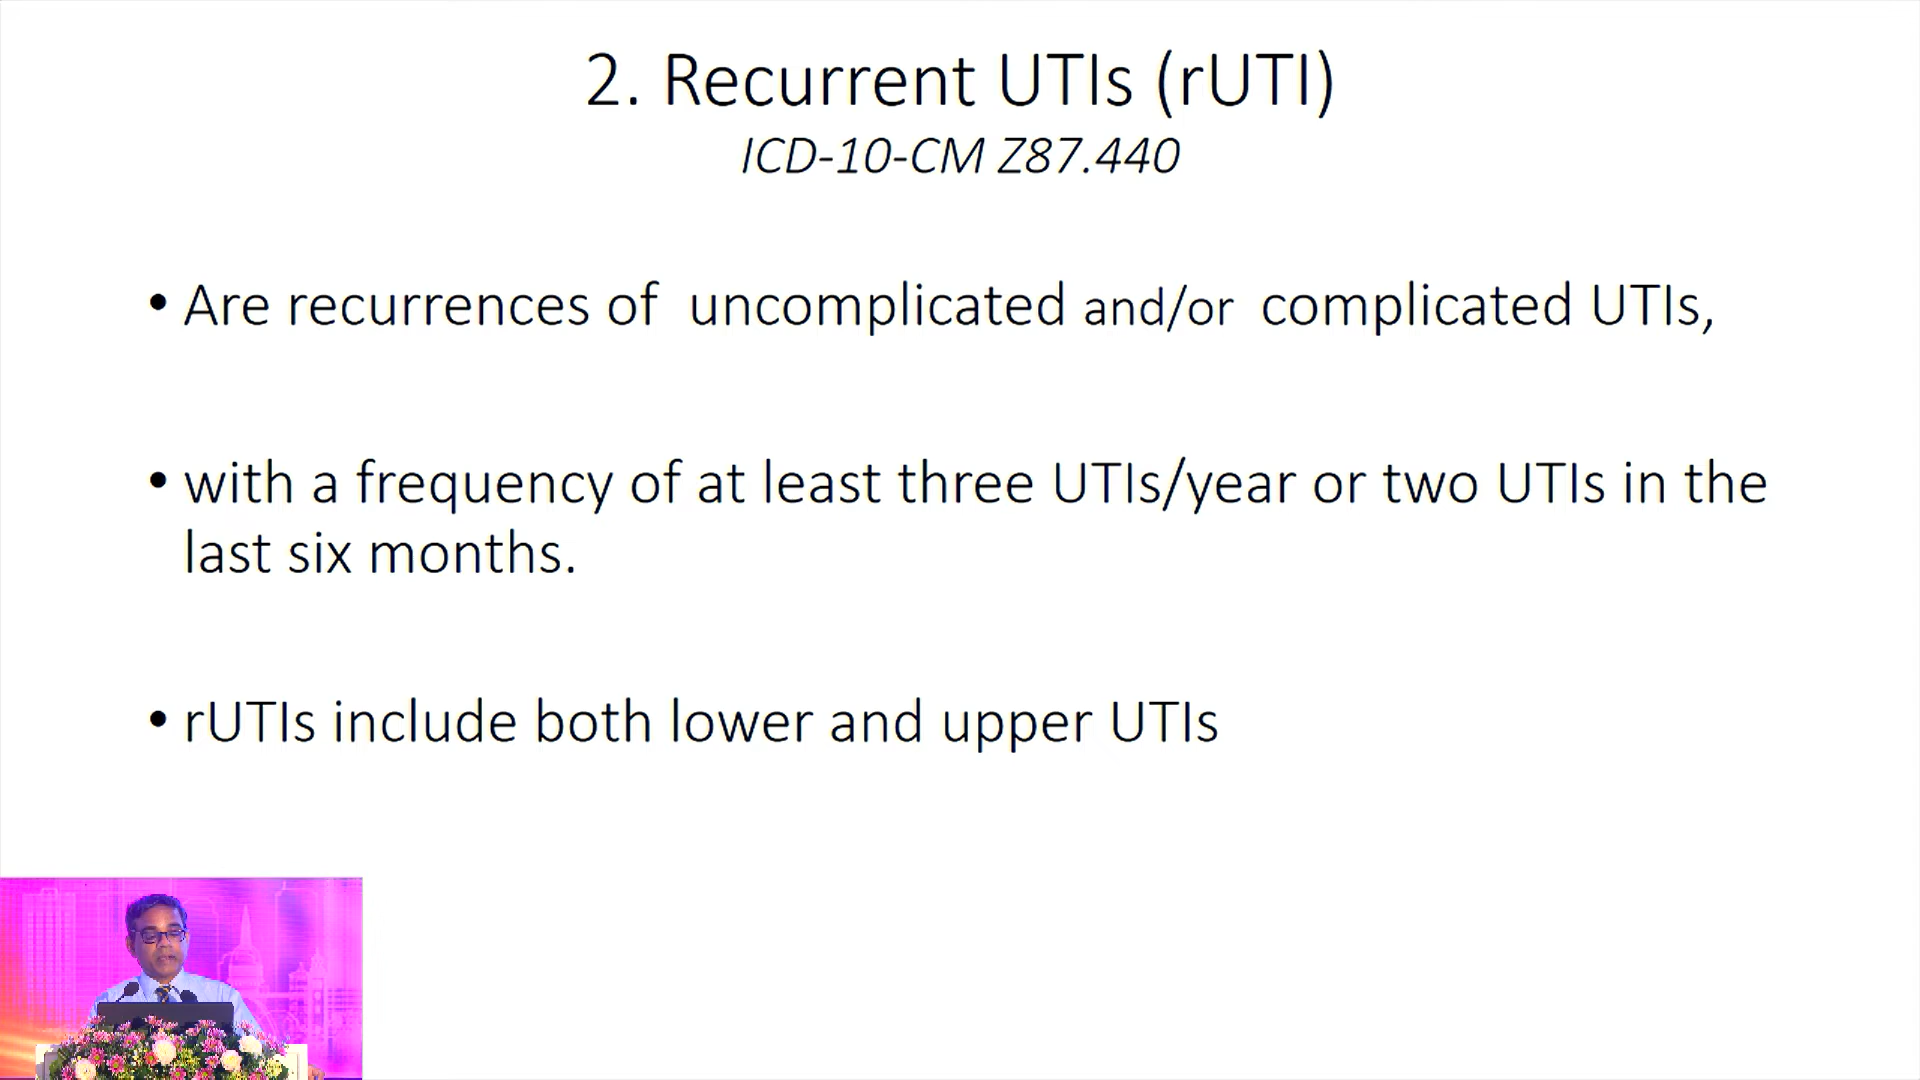 2. Recurrent UTIs (rUTI)
ICD-10-CM Z87.440
• Are recurrences of uncomplicated and/or complicated UTIs,
• with a frequency of at least three UTIs/year or two UTIs in the
last six months.
• rUTIs include both lower and upper UTIs